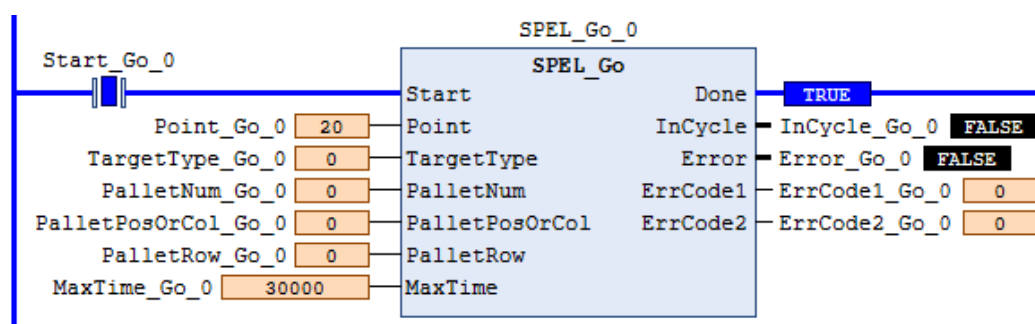 SPEL_Go_0
Start_Go_0
SPEL_Go
Start Done TRUE
Point_Go_0 20 Point InCycle InCycle_Go_0 FALSE
TargetType_Go_0 0 TargetType Error Error_Go_0 FALSE
PalletNum_Go_0 0 PalletNum ErrCode1 ErrCode1_Go_0 0
PalletPosOrCol_Go_0 0 PalletPosOrCol ErrCode2 ErrCode2_Go_0 0
PalletRow_Go_0 0 PalletRow
MaxTime_Go_0 30000 MaxTime